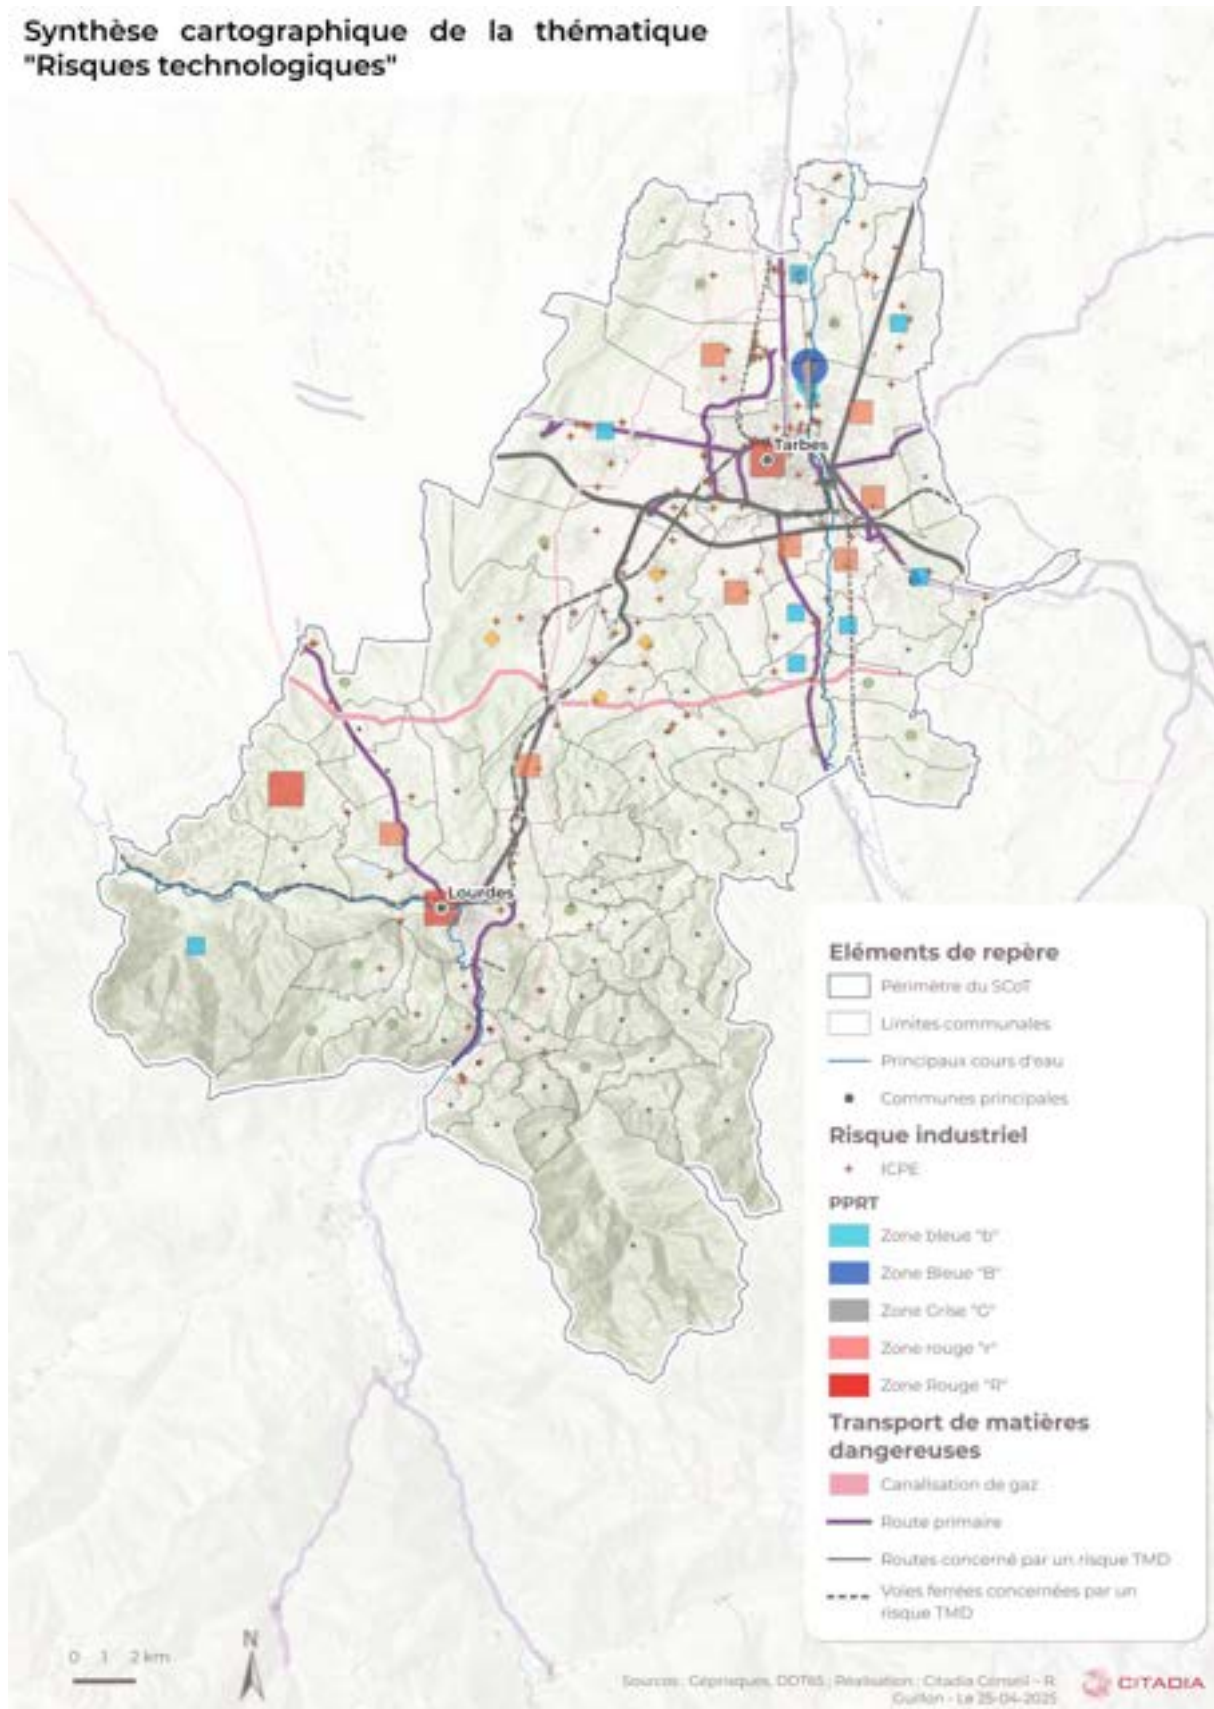 Synthèse cartographique de la thématique
"Risques technologiques"
Tarbes
Lourdes
Eléments de repère
Périmètre du SCoT
Limites communales
Principaux cours d'eau
Communes principales
Risque industriel
ICPE
PPRT
Zone bleue "b"
Zone Bleue "B"
Zone Grise "G"
Zone rouge "r"
Zone Rouge "R"
Transport de matières
dangereuses
Canalisation de gaz
Route primaire
Routes concerné par un risque TMD
Voies ferrées concernées par un
risque TMD
0 1 2 km
N
Sources : Géorisques, DDT65 ; Réalisation : Citadia Conseil – R.
Guillon - Le 25-04-2025
CITADIA